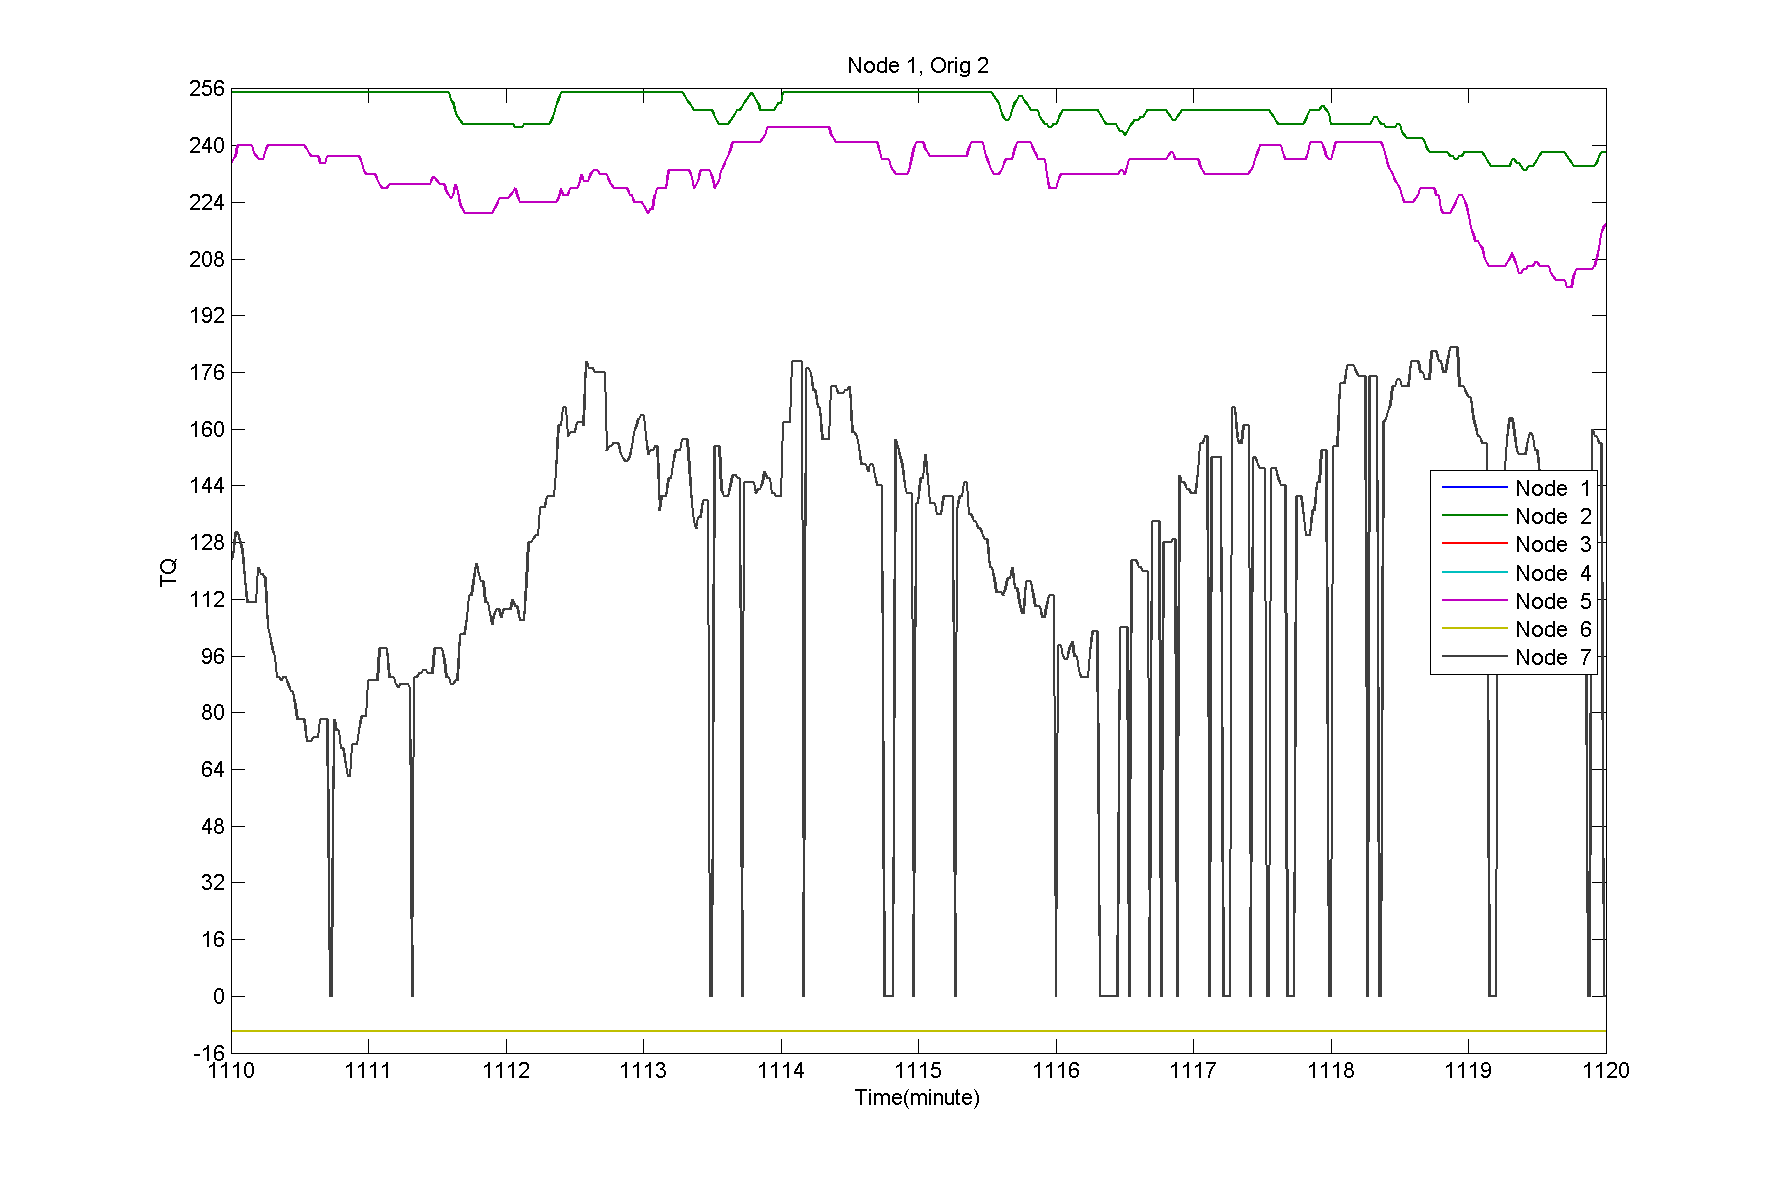 Node 1, Orig 2
256
240
224
208
192
176
160
144
128
112
96
80
64
48
32
16
0
-16
TQ
Node 1
Node 2
Node 3
Node 4
Node 5
Node 6
Node 7
1110 1111 1112 1113 1114 1115 1116 1117 1118 1119 1120
Time(minute)